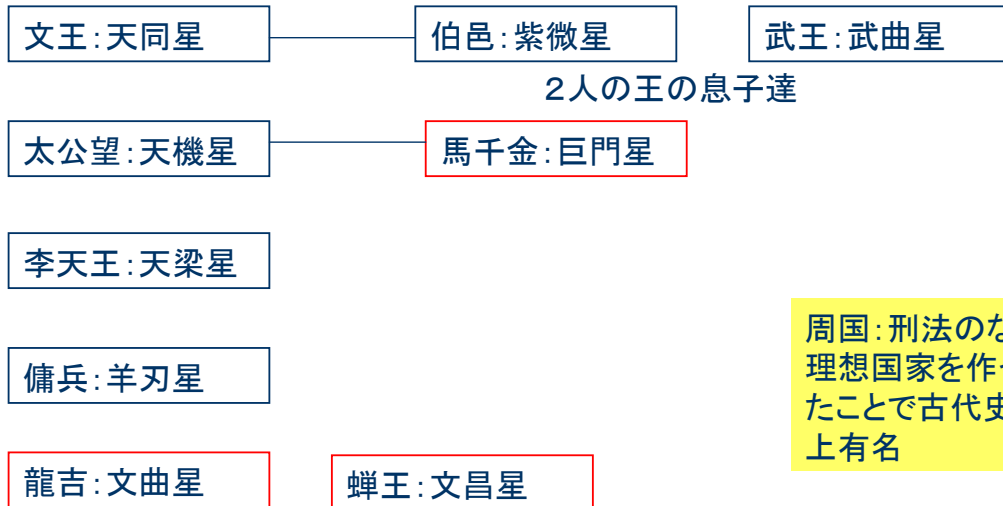 文王:天同星
伯邑:紫微星
武王:武曲星
2人の王の息子達
太公望:天機星
馬千金:巨門星
李天王:天梁星
傭兵:羊刃星
周国:刑法のな
理想国家を作
たことで古代史
上有名
龍吉:文曲星
蝉王:文昌星